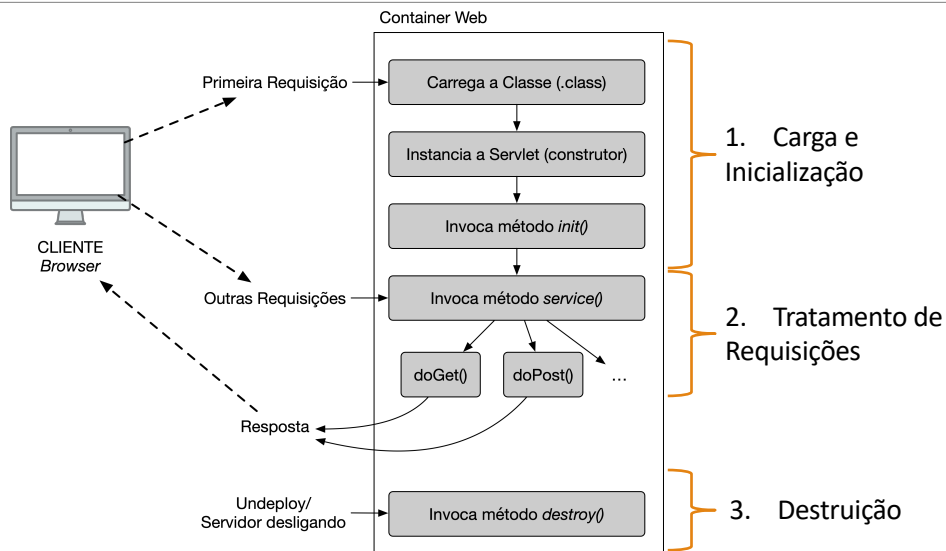 Container Web
Primeira Requisição
Carrega a Classe (.class)
Instancia a Servlet (construtor)
Invoca método init()
1. Carga e
Inicialização
CLIENTE
Browser
Outras Requisições
Invoca método service()
doGet()
doPost()
...
2. Tratamento de
Requisições
Resposta
Undeploy/
Servidor desligando
Invoca método destroy()
3. Destruição